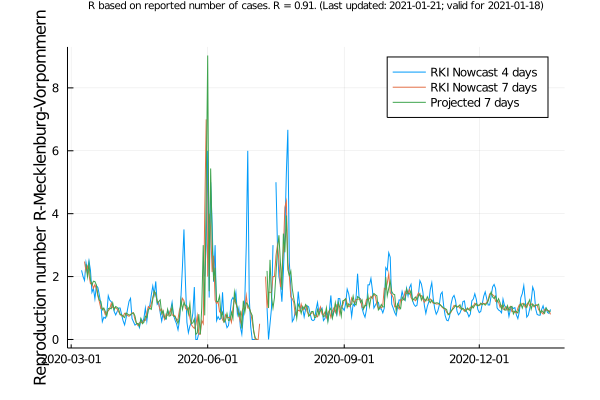 R based on reported number of cases. R = 0.91. (Last updated: 2021-01-21; valid for 2021-01-18)
Reproduction number R-Mecklenburg-Vorpommern
RKI Nowcast 4 days
RKI Nowcast 7 days
Projected 7 days
8
6
4
2
0
2020-03-01
2020-06-01
2020-09-01
2020-12-01